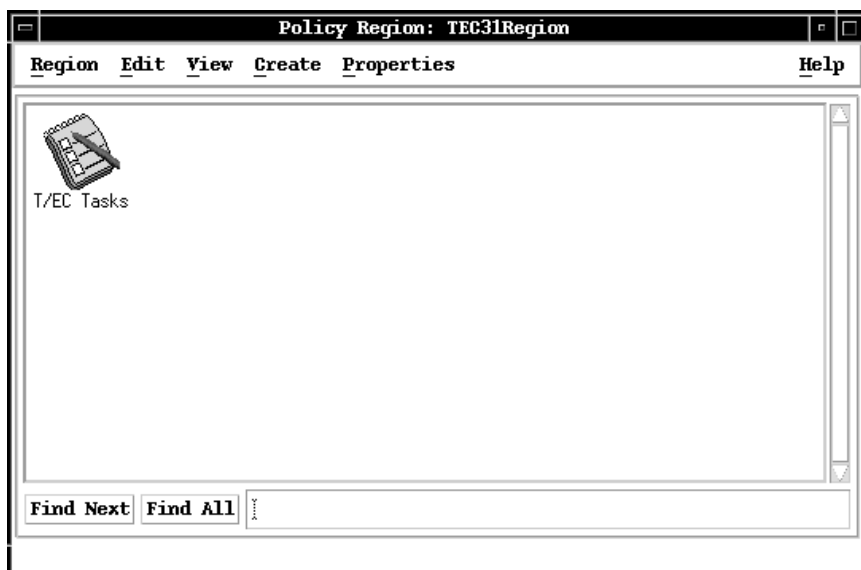 Policy Region: TEC31Region
Region Edit View Create Properties Help
T/EC Tasks
Find Next Find All